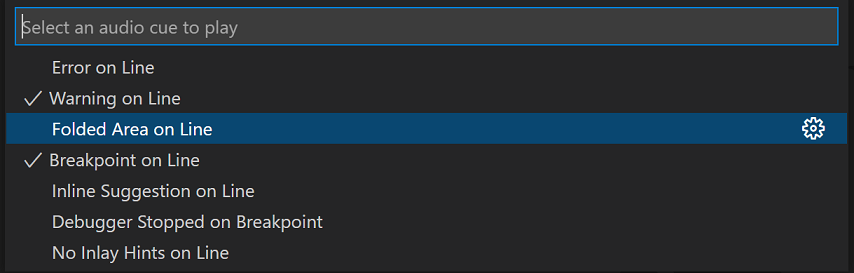 Select an audio cue to play
Error on Line
Warning on Line
Folded Area on Line
Breakpoint on Line
Inline Suggestion on Line
Debugger Stopped on Breakpoint
No Inlay Hints on Line